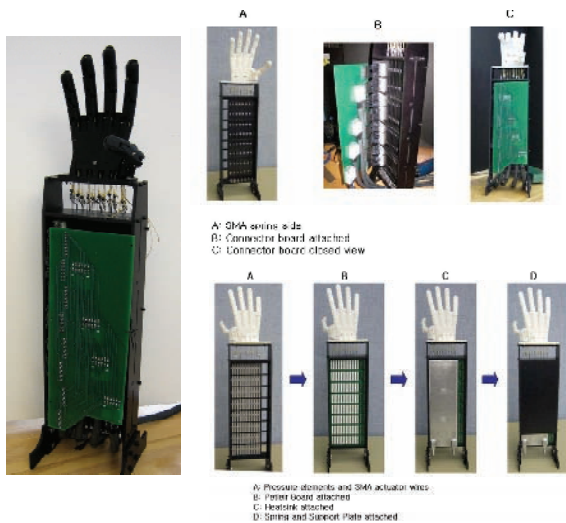 A
B
C
A: SMA spring side
B: Connector board attached
C: Connector board closed view
A
B
C
D
A: Pressure elements and SMA actuator wires
B: Peltier Board attached
C: Heatsink attached
D: Spring and Support Plate attached